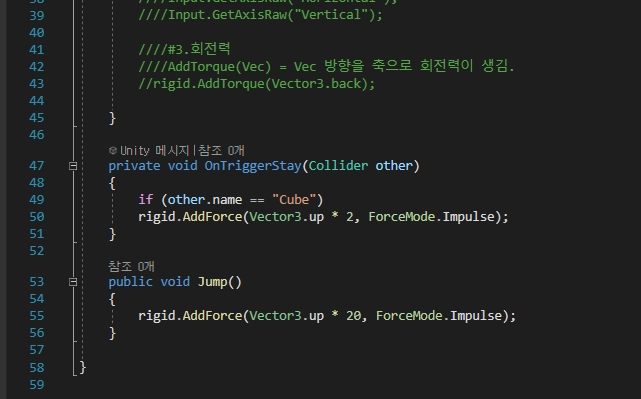 39 ////Input.GetAxisRaw("Vertical");
40
41 ////#3.회전력
42 ////AddTorque(Vec) = Vec 방향을 축으로 회전력이 생김.
43 //rigid.AddTorque(Vector3.back);
44
45 }
46
Unity 메시지|참조 0개
47 private void OnTriggerStay(Collider other)
48 {
49 if (other.name == "Cube")
50 rigid.AddForce(Vector3.up * 2, ForceMode.Impulse);
51 }
52
참조 0개
53 public void Jump()
54 {
55 rigid.AddForce(Vector3.up * 20, ForceMode.Impulse);
56 }
57
58 }
59